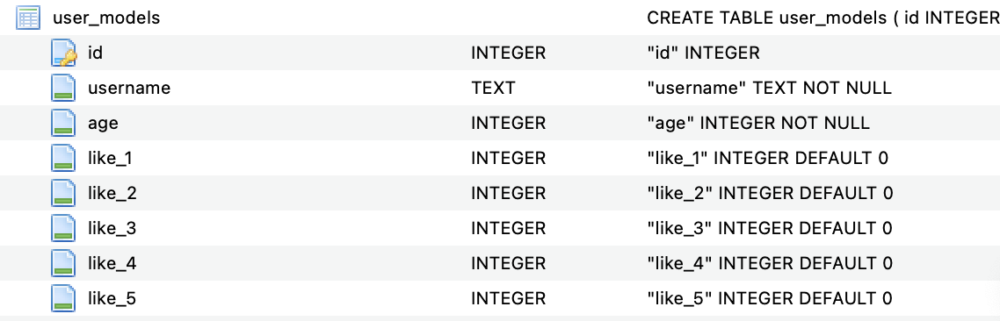 user_models CREATE TABLE user_models ( id INTEGER
id INTEGER "id" INTEGER
username TEXT "username" TEXT NOT NULL
age INTEGER "age" INTEGER NOT NULL
like_1 INTEGER "like_1" INTEGER DEFAULT 0
like_2 INTEGER "like_2" INTEGER DEFAULT 0
like_3 INTEGER "like_3" INTEGER DEFAULT 0
like_4 INTEGER "like_4" INTEGER DEFAULT 0
like_5 INTEGER "like_5" INTEGER DEFAULT 0